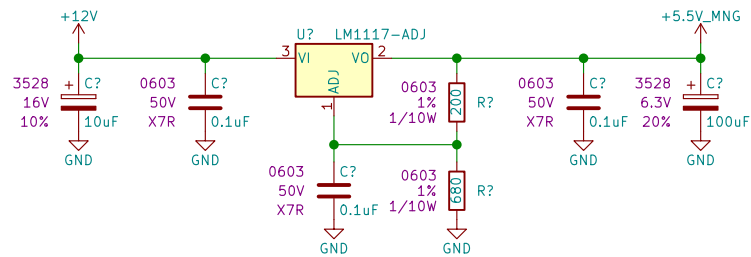 +12V
+5.5V_MNG
U?
LM1117-ADJ
3
VI
VO
2
ADJ
1
3528
16V
10%
+
C?
10uF
GND
0603
50V
X7R
C?
0.1uF
GND
0603
1%
1/10W
200
R?
0603
50V
X7R
C?
0.1uF
GND
3528
6.3V
20%
+
C?
100uF
GND
0603
50V
X7R
C?
0.1uF
GND
0603
1%
1/10W
680
R?
GND